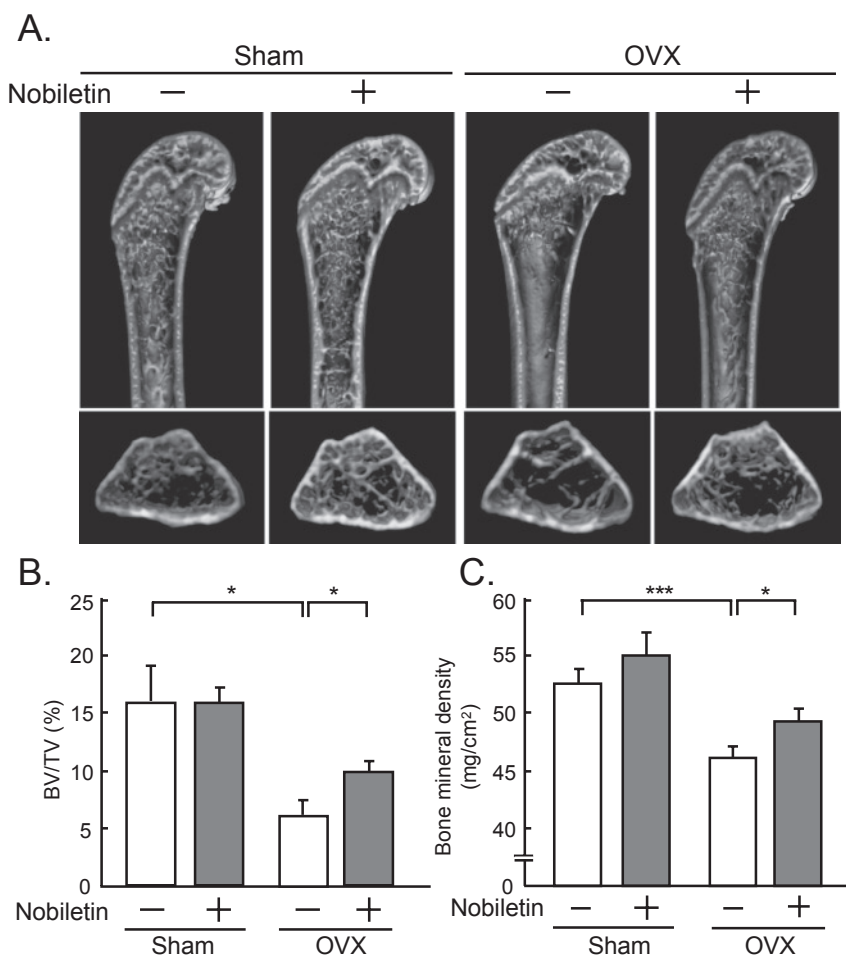 A.
Sham OVX
Nobiletin − + − +
B.
25
20
15
10
5
0
BV/TV (%)
* *
Nobiletin − + − +
Sham OVX
C.
60
55
50
45
40
0
Bone mineral density
(mg/cm²)
*** *
Nobiletin − + − +
Sham OVX